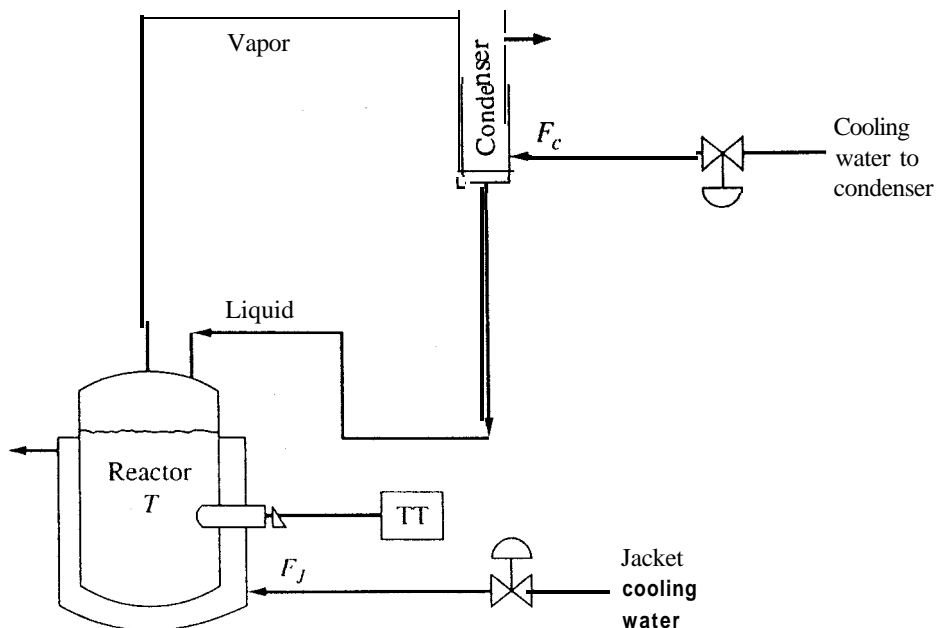 Vapor
Condenser
F_c
Cooling
water to
condenser
Liquid
Reactor
T
TT
F_J
Jacket
cooling
water